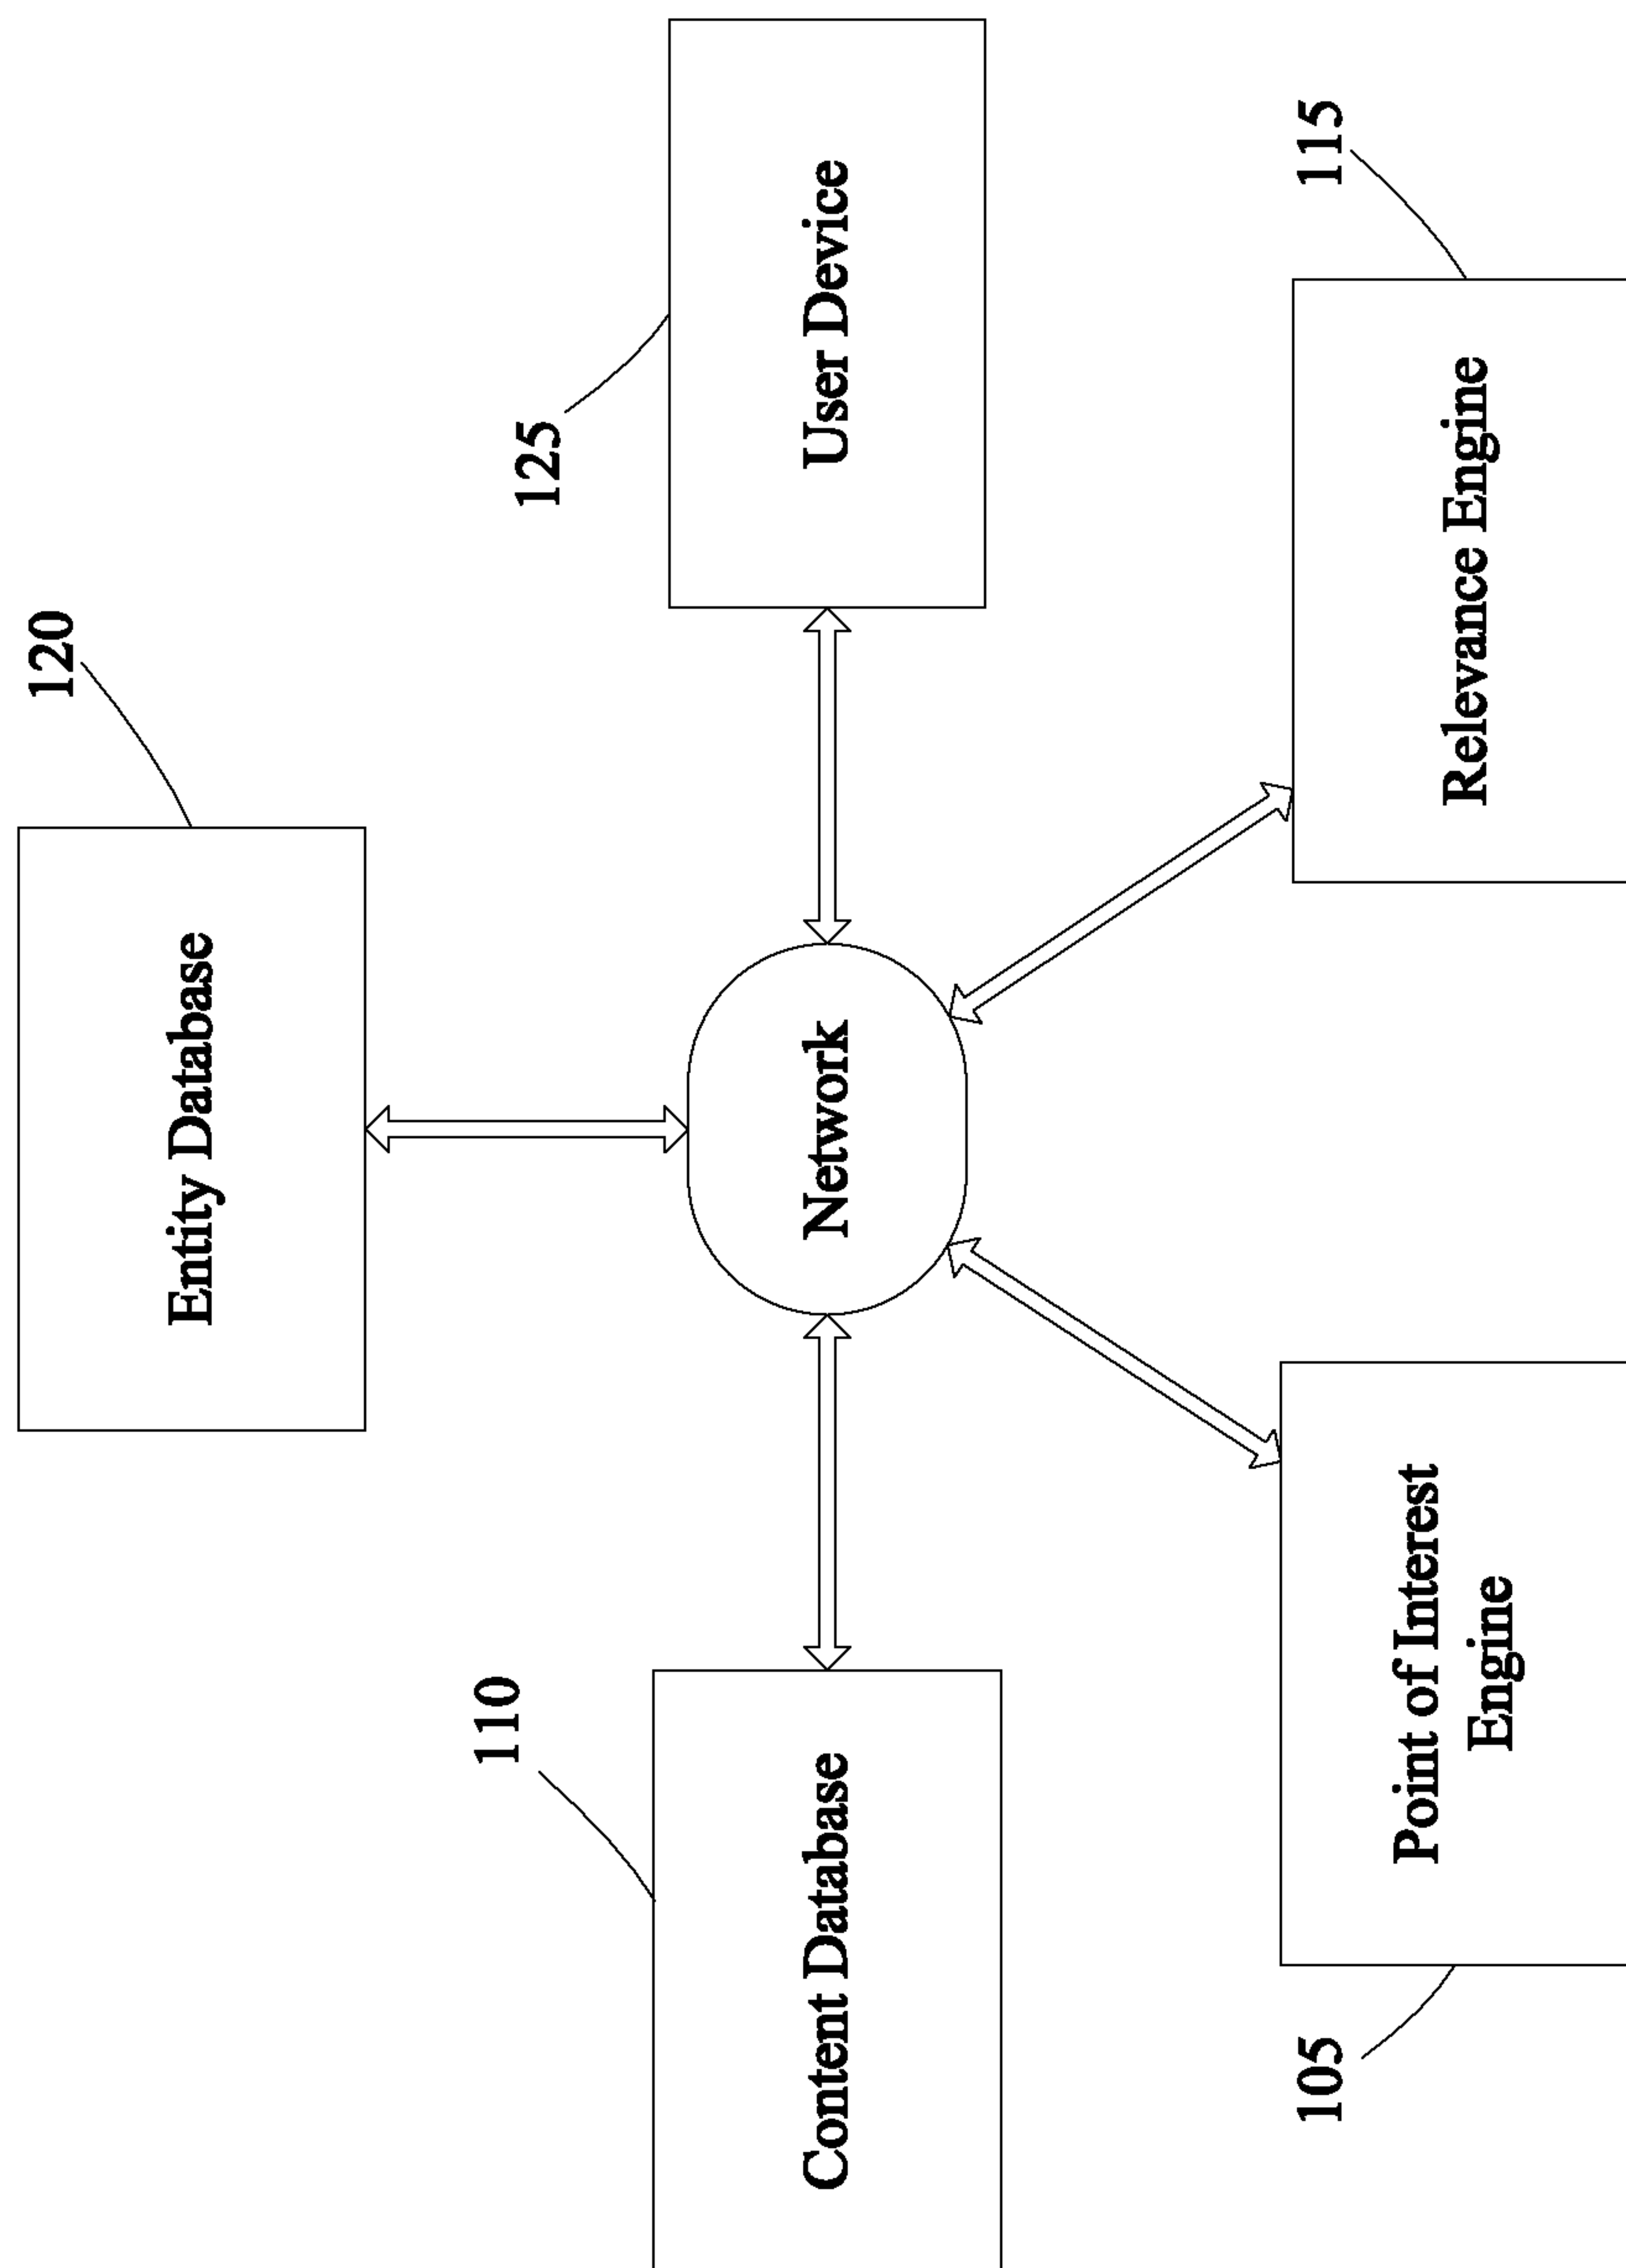 120
Entity Database
110
125
Content Database
Network
User Device
105
115
Point of Interest
Engine
Relevance Engine